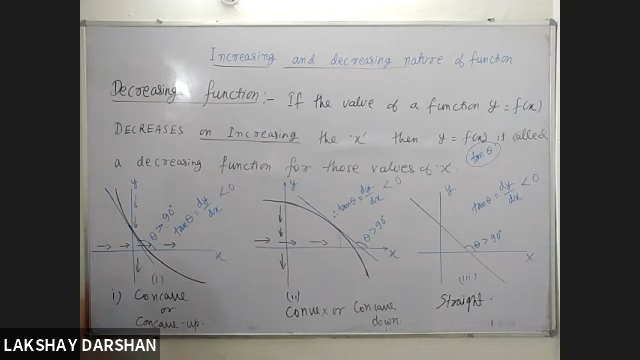 Increasing and decreasing nature of function
Decreasing function:- If the value of a function y = f(x)
DECREASES on Increasing the 'x' then y = f(x) is called
a decreasing function for those values of x.
tan θ
y
θ > 90°
tanθ = dy/dx < 0
x
(i)
i) Concave
or
Concave-up.
y
∴ tanθ = dy/dx < 0
θ > 90°
x
(ii)
Convex or Concave
down.
y
tanθ = dy/dx < 0
θ > 90°
x
(iii)
Straight.
LAKSHAY DARSHAN